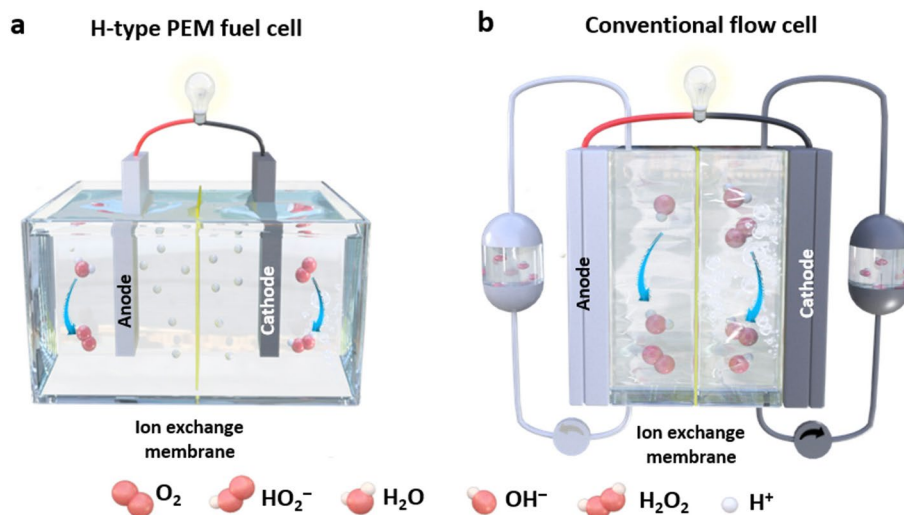 a
H-type PEM fuel cell
Anode
Cathode
Ion exchange
membrane
b
Conventional flow cell
Anode
Cathode
Ion exchange
membrane
O₂
HO₂⁻
H₂O
OH⁻
H₂O₂
H⁺